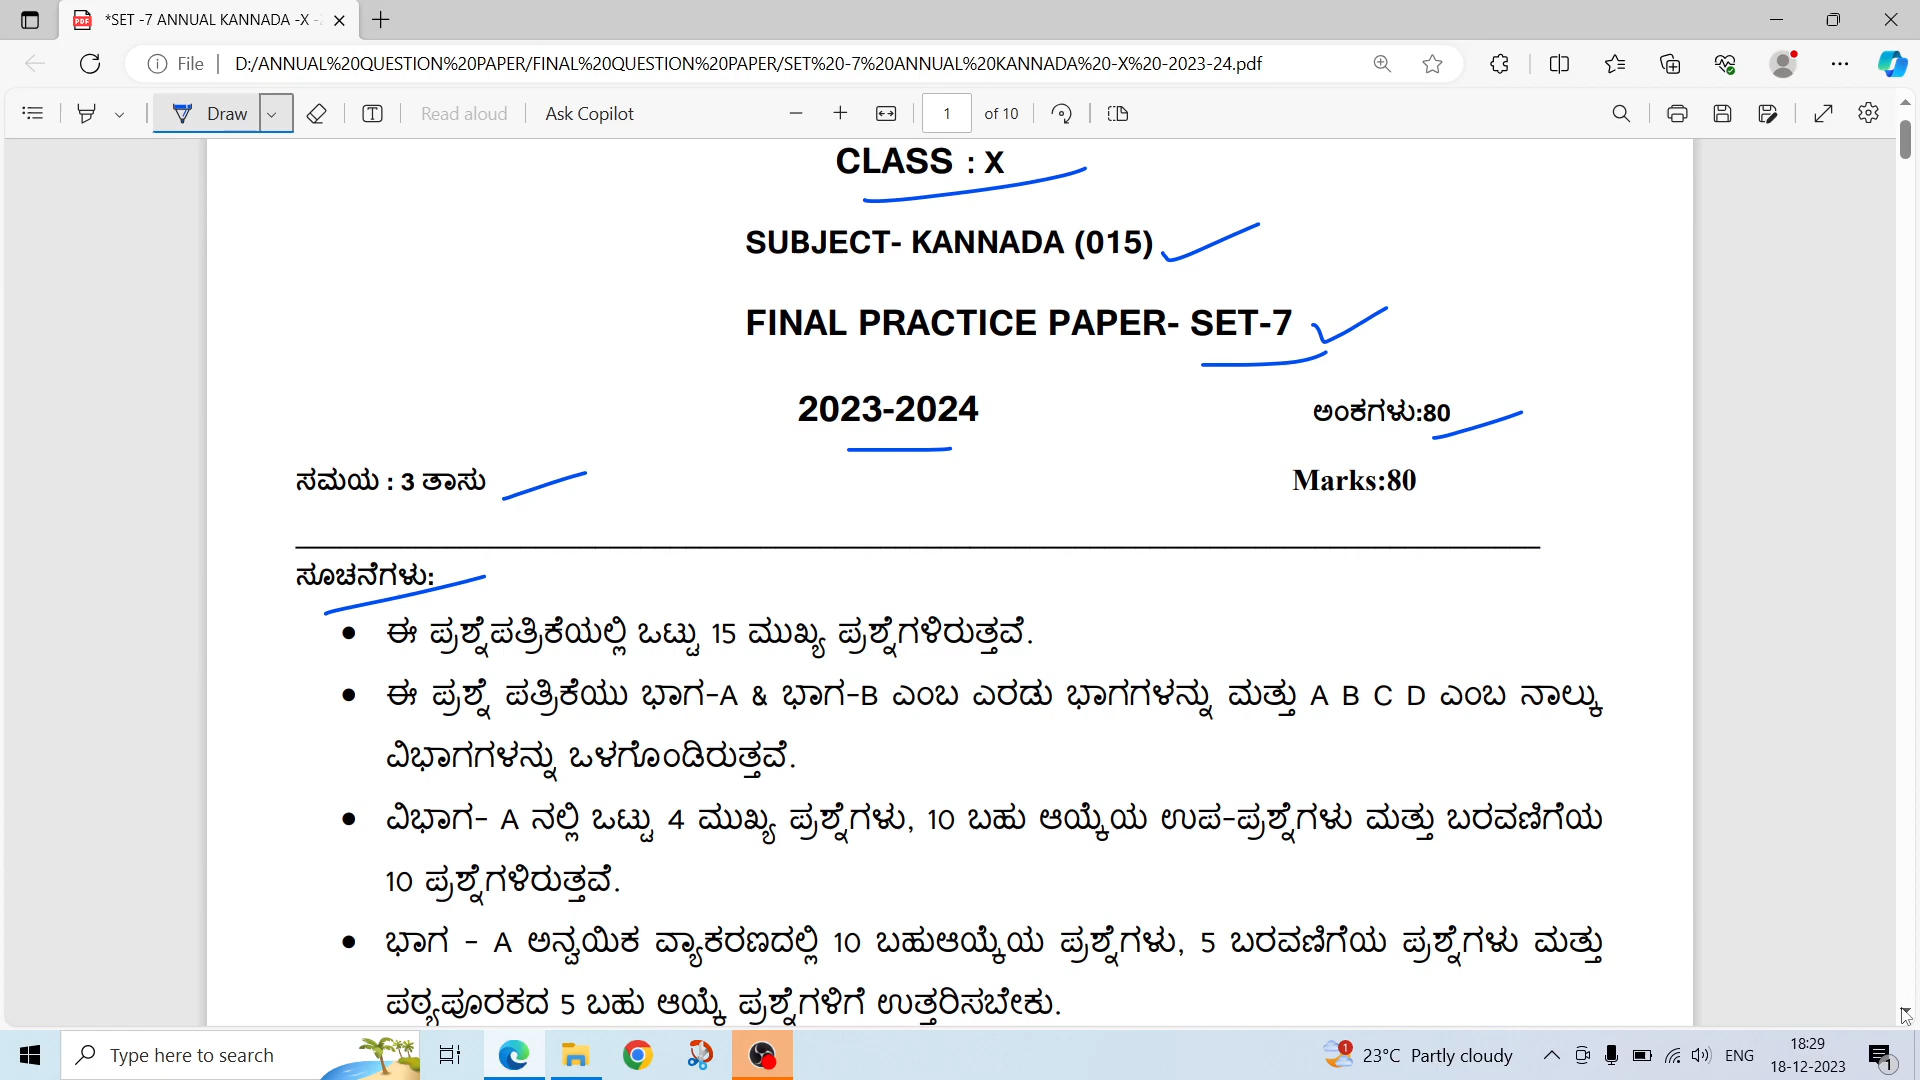 *SET -7 ANNUAL KANNADA -X -2
File
D:/ANNUAL%20QUESTION%20PAPER/FINAL%20QUESTION%20PAPER/SET%20-7%20ANNUAL%20KANNADA%20-X%20-2023-24.pdf
Draw
Read aloud
Ask Copilot
1 of 10
CLASS : X
SUBJECT- KANNADA (015)
FINAL PRACTICE PAPER- SET-7
2023-2024
ಅಂಕಗಳು:80
ಸಮಯ : 3 ತಾಸು
Marks:80
ಸೂಚನೆಗಳು:
• ಈ ಪ್ರಶ್ನೆಪತ್ರಿಕೆಯಲ್ಲಿ ಒಟ್ಟು 15 ಮುಖ್ಯ ಪ್ರಶ್ನೆಗಳಿರುತ್ತವೆ.
• ಈ ಪ್ರಶ್ನೆ ಪತ್ರಿಕೆಯು ಭಾಗ-A & ಭಾಗ-B ಎಂಬ ಎರಡು ಭಾಗಗಳನ್ನು ಮತ್ತು A B C D ಎಂಬ ನಾಲ್ಕು
ವಿಭಾಗಗಳನ್ನು ಒಳಗೊಂಡಿರುತ್ತವೆ.
• ವಿಭಾಗ- A ನಲ್ಲಿ ಒಟ್ಟು 4 ಮುಖ್ಯ ಪ್ರಶ್ನೆಗಳು, 10 ಬಹು ಆಯ್ಕೆಯ ಉಪ-ಪ್ರಶ್ನೆಗಳು ಮತ್ತು ಬರವಣಿಗೆಯ
10 ಪ್ರಶ್ನೆಗಳಿರುತ್ತವೆ.
• ಭಾಗ - A ಅನ್ವಯಿಕ ವ್ಯಾಕರಣದಲ್ಲಿ 10 ಬಹುಆಯ್ಕೆಯ ಪ್ರಶ್ನೆಗಳು, 5 ಬರವಣಿಗೆಯ ಪ್ರಶ್ನೆಗಳು ಮತ್ತು
ಪಠ್ಯಪೂರಕದ 5 ಬಹು ಆಯ್ಕೆ ಪ್ರಶ್ನೆಗಳಿಗೆ ಉತ್ತರಿಸಬೇಕು.
Type here to search
1
23°C Partly cloudy
ENG
18:29
18-12-2023
1